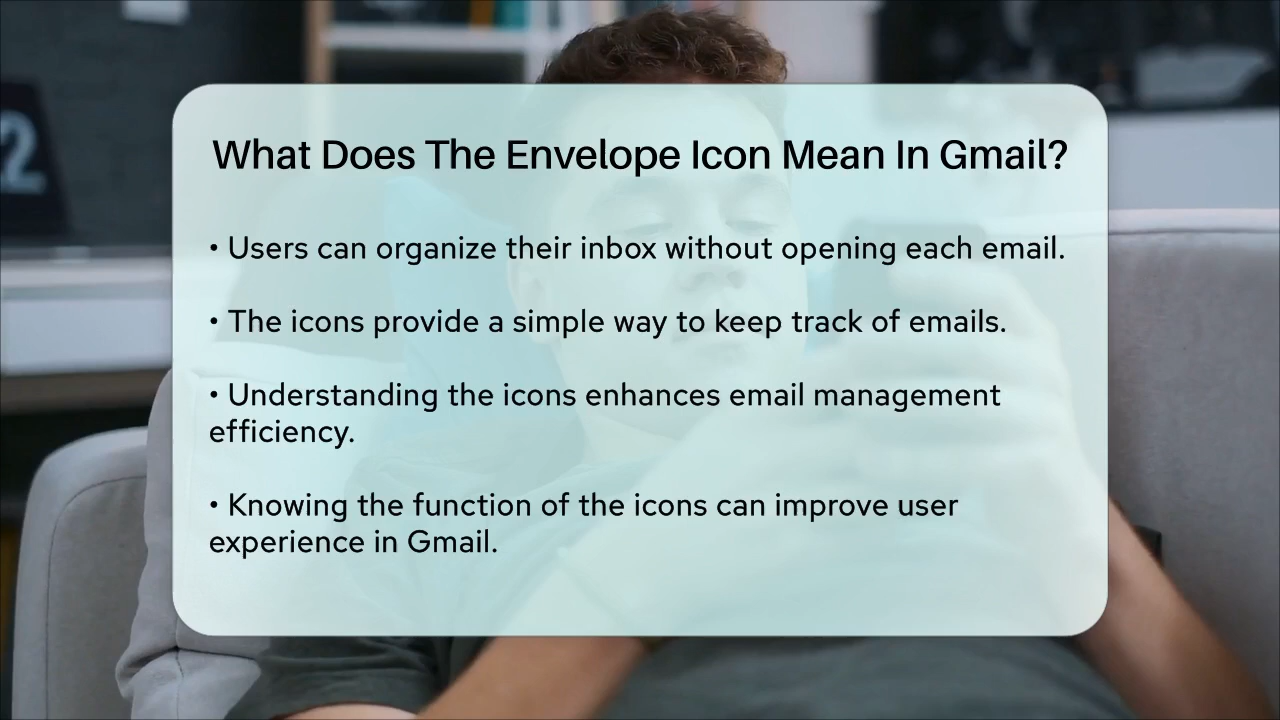 2
What Does The Envelope Icon Mean In Gmail?
• Users can organize their inbox without opening each email.
• The icons provide a simple way to keep track of emails.
• Understanding the icons enhances email management
efficiency.
• Knowing the function of the icons can improve user
experience in Gmail.